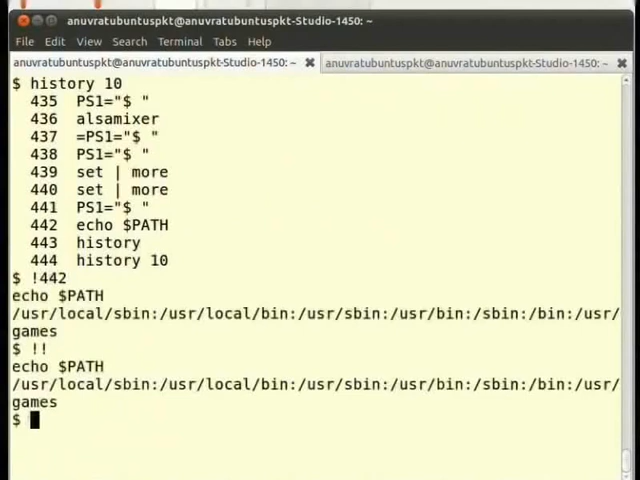 anuvratubuntuspkt@anuvratubuntuspkt-Studio-1450: ~
File Edit View Search Terminal Tabs Help
anuvratubuntuspkt@anuvratubuntuspkt-Studio-1450: ~ anuvratubuntuspkt@anuvratubuntuspkt-Studio-1450: ~
$ history 10
435 PS1="$ "
436 alsamixer
437 =PS1="$ "
438 PS1="$ "
439 set | more
440 set | more
441 PS1="$ "
442 echo $PATH
443 history
444 history 10
$ !442
echo $PATH
/usr/local/sbin:/usr/local/bin:/usr/sbin:/usr/bin:/sbin:/bin:/usr/
games
$ !!
echo $PATH
/usr/local/sbin:/usr/local/bin:/usr/sbin:/usr/bin:/sbin:/bin:/usr/
games
$